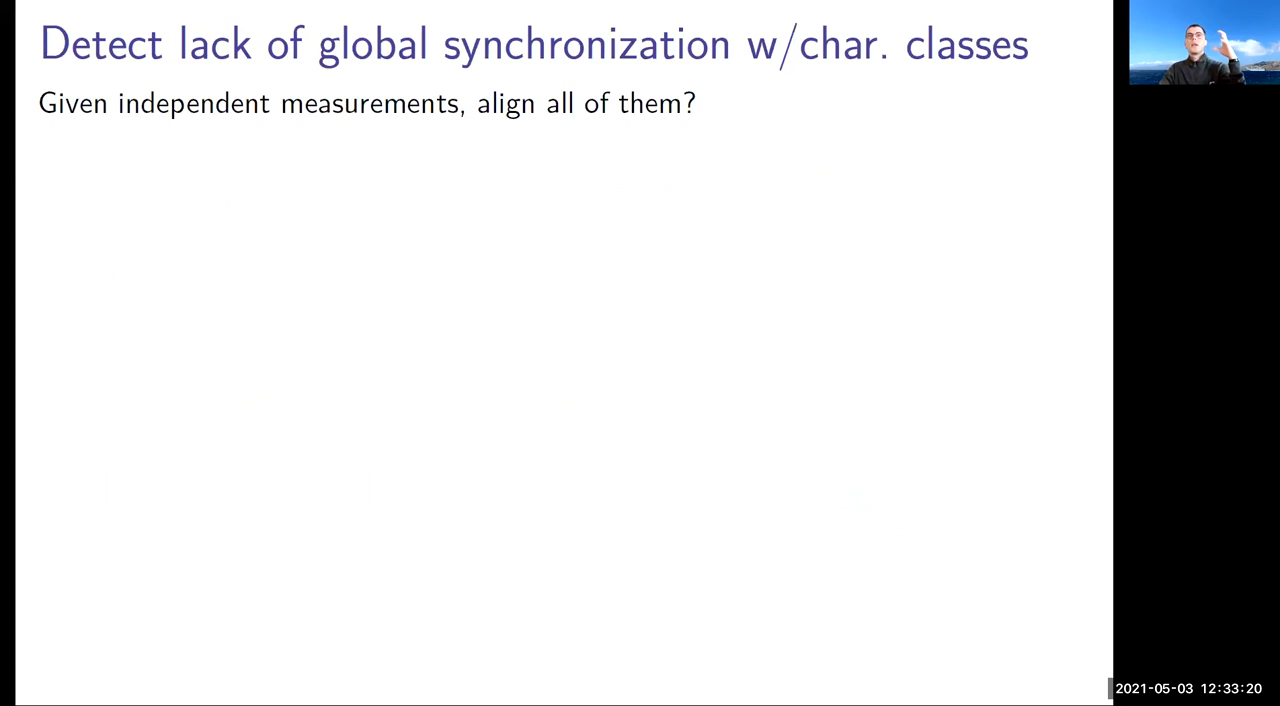 Detect lack of global synchronization w/char. classes
Given independent measurements, align all of them?
2021-05-03 12:33:20